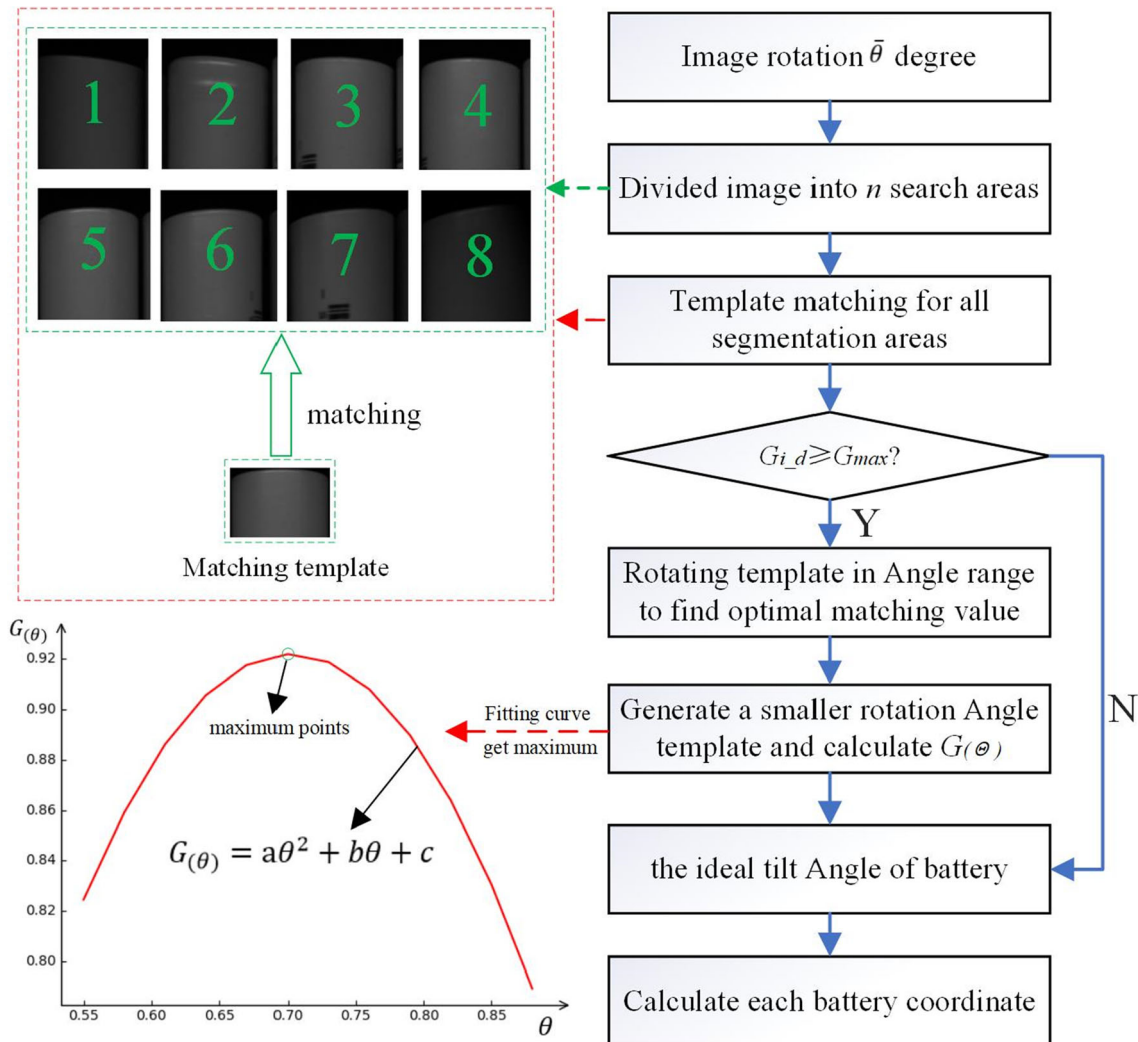 1
2
3
4
5
6
7
8
matching
Matching template
Image rotation θ̄ degree
Divided image into n search areas
Template matching for all
segmentation areas
Gi_d≥Gmax?
Y
N
Rotating template in Angle range
to find optimal matching value
Generate a smaller rotation Angle
template and calculate G(Θ)
Fitting curve
get maximum
the ideal tilt Angle of battery
Calculate each battery coordinate
G(θ)
0.92
0.90
0.88
0.86
0.84
0.82
0.80
maximum points
G(θ) = aθ² + bθ + c
0.55 0.60 0.65 0.70 0.75 0.80 0.85
θ